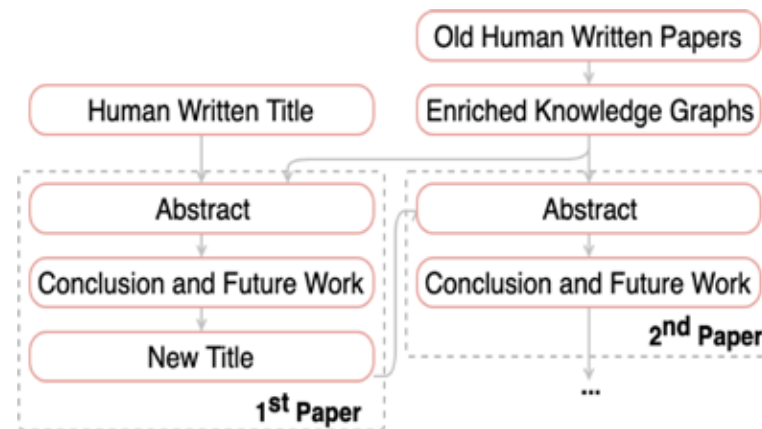 Old Human Written Papers
Human Written Title
Enriched Knowledge Graphs
Abstract
Conclusion and Future Work
New Title
1st Paper
Abstract
Conclusion and Future Work
2nd Paper
...